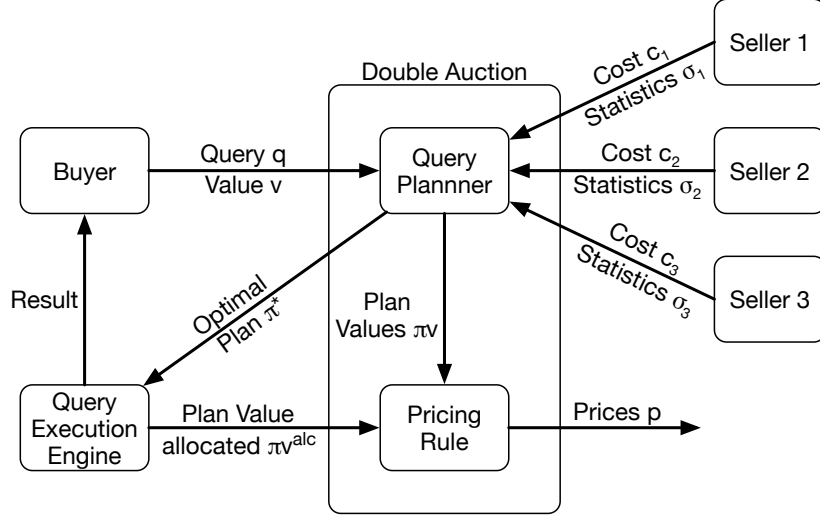 Double Auction
Seller 1
Cost c₁
Statistics σ₁
Buyer
Query q
Value v
Query
Plannner
Cost c₂
Statistics σ₂
Seller 2
Cost c₃
Statistics σ₃
Seller 3
Result
Optimal
Plan π*
Plan
Values πv
Query
Execution
Engine
Plan Value
allocated πvᵃˡᶜ
Pricing
Rule
Prices p